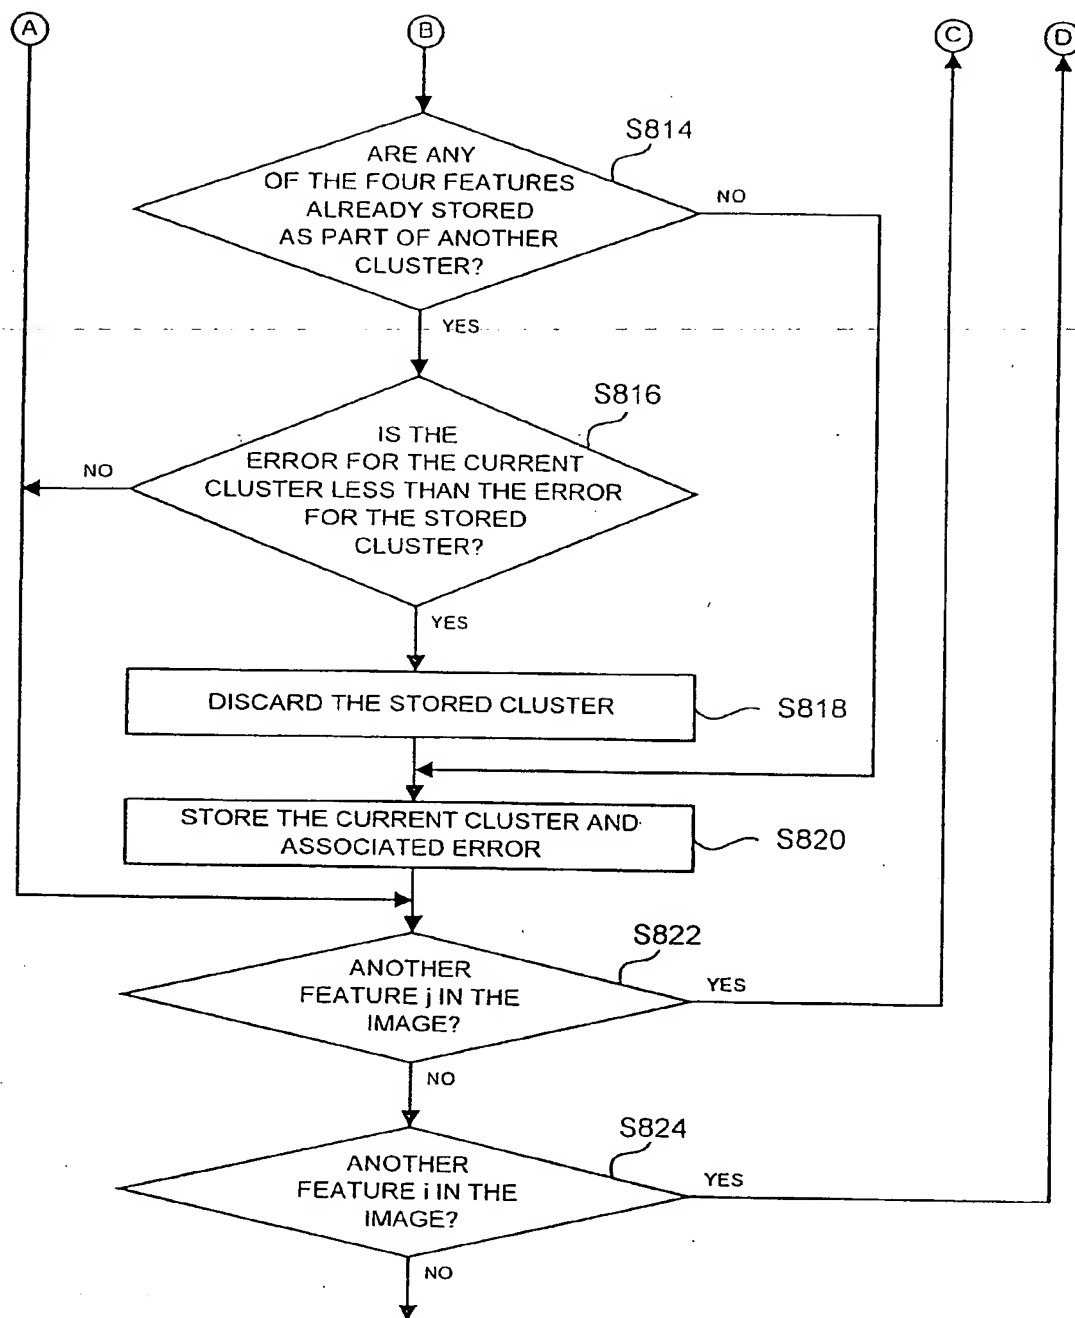 A
B
C
D
S814
ARE ANY
OF THE FOUR FEATURES
ALREADY STORED
AS PART OF ANOTHER
CLUSTER?
NO
YES
S816
IS THE
ERROR FOR THE CURRENT
CLUSTER LESS THAN THE ERROR
FOR THE STORED
CLUSTER?
NO
YES
DISCARD THE STORED CLUSTER
S818
STORE THE CURRENT CLUSTER AND
ASSOCIATED ERROR
S820
S822
ANOTHER
FEATURE j IN THE
IMAGE?
YES
NO
S824
ANOTHER
FEATURE i IN THE
IMAGE?
YES
NO